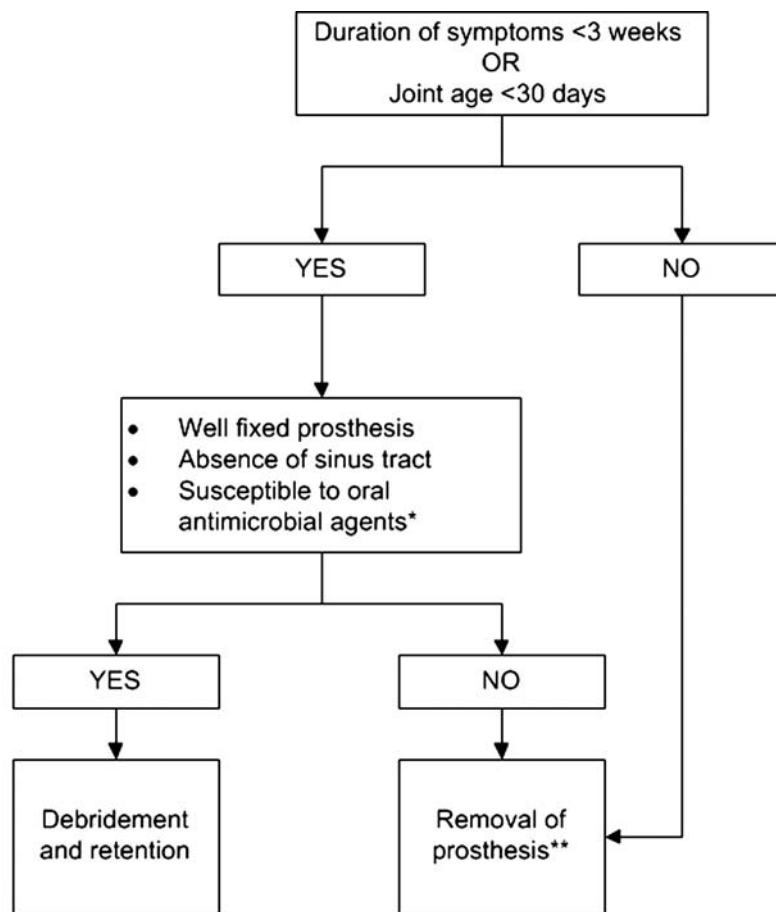 Duration of symptoms <3 weeks
OR
Joint age <30 days
YES
NO
• Well fixed prosthesis
• Absence of sinus tract
• Susceptible to oral
antimicrobial agents*
YES
NO
Debridement
and retention
Removal of
prosthesis**